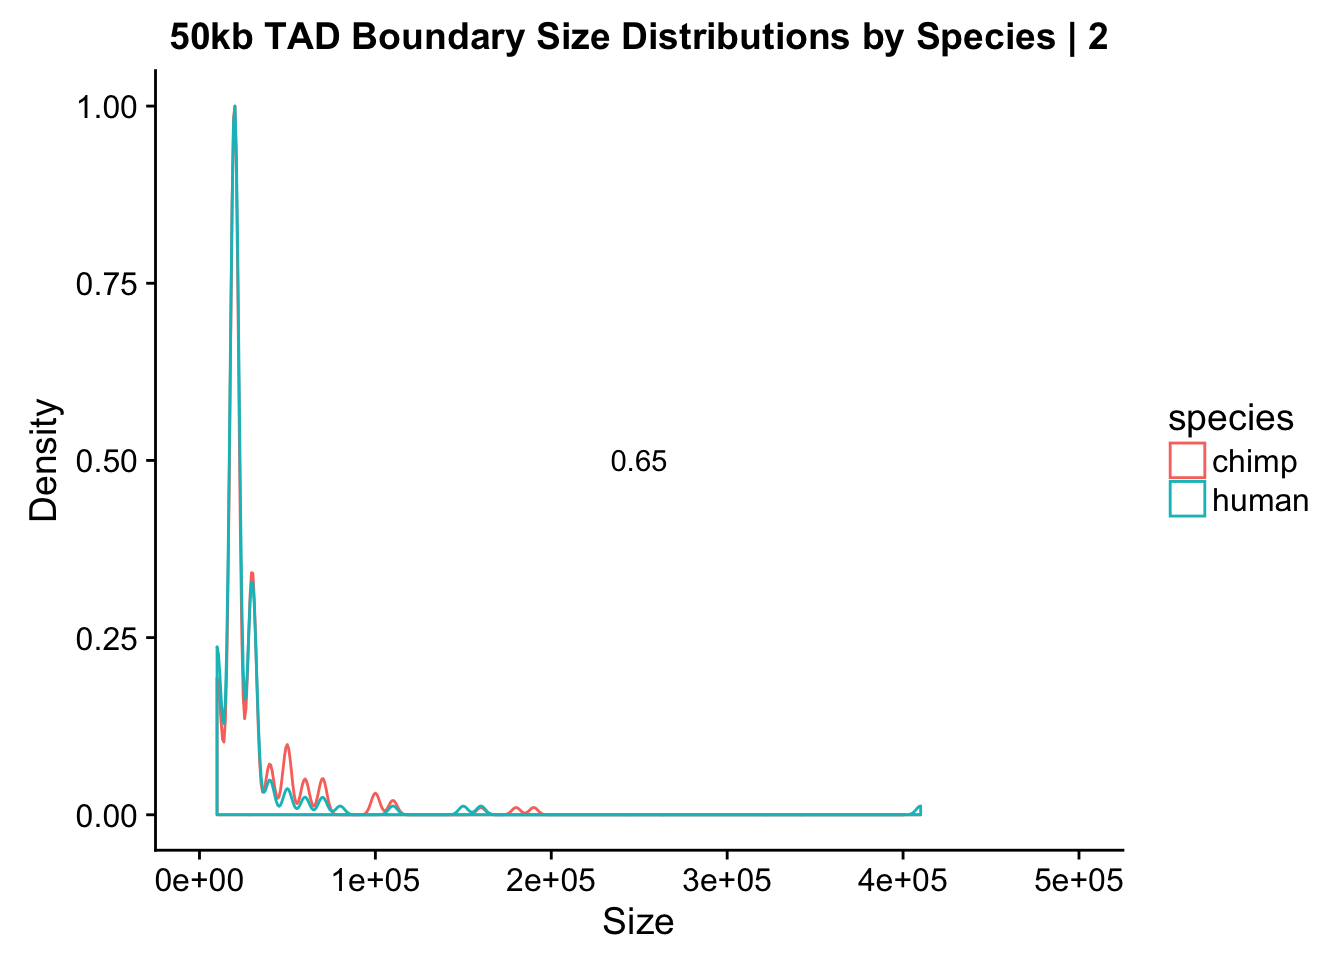 50kb TAD Boundary Size Distributions by Species | 2
1.00
0.75
0.50
0.25
0.00
Density
0.65
species
chimp
human
0e+00 1e+05 2e+05 3e+05 4e+05 5e+05
Size